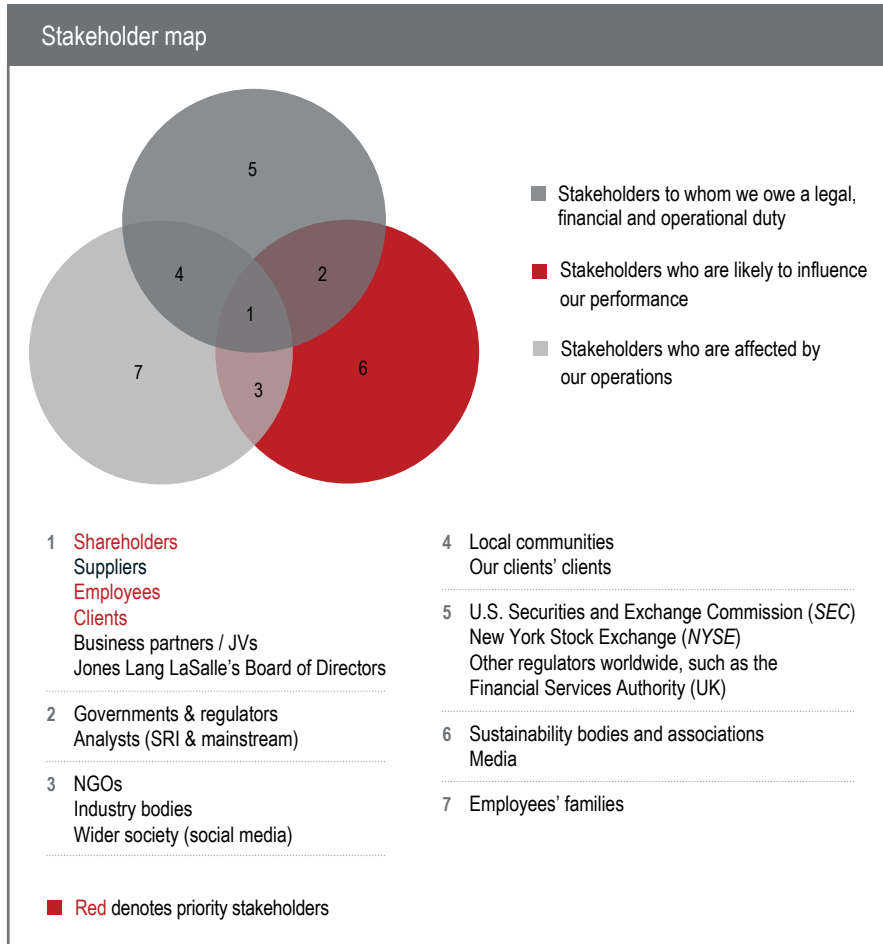 Stakeholder map
5
4
2
1
7
3
6
Stakeholders to whom we owe a legal,
financial and operational duty
Stakeholders who are likely to influence
our performance
Stakeholders who are affected by
our operations
1 Shareholders
Suppliers
Employees
Clients
Business partners / JVs
Jones Lang LaSalle’s Board of Directors
2 Governments & regulators
Analysts (SRI & mainstream)
3 NGOs
Industry bodies
Wider society (social media)
4 Local communities
Our clients’ clients
5 U.S. Securities and Exchange Commission (SEC)
New York Stock Exchange (NYSE)
Other regulators worldwide, such as the
Financial Services Authority (UK)
6 Sustainability bodies and associations
Media
7 Employees’ families
Red denotes priority stakeholders